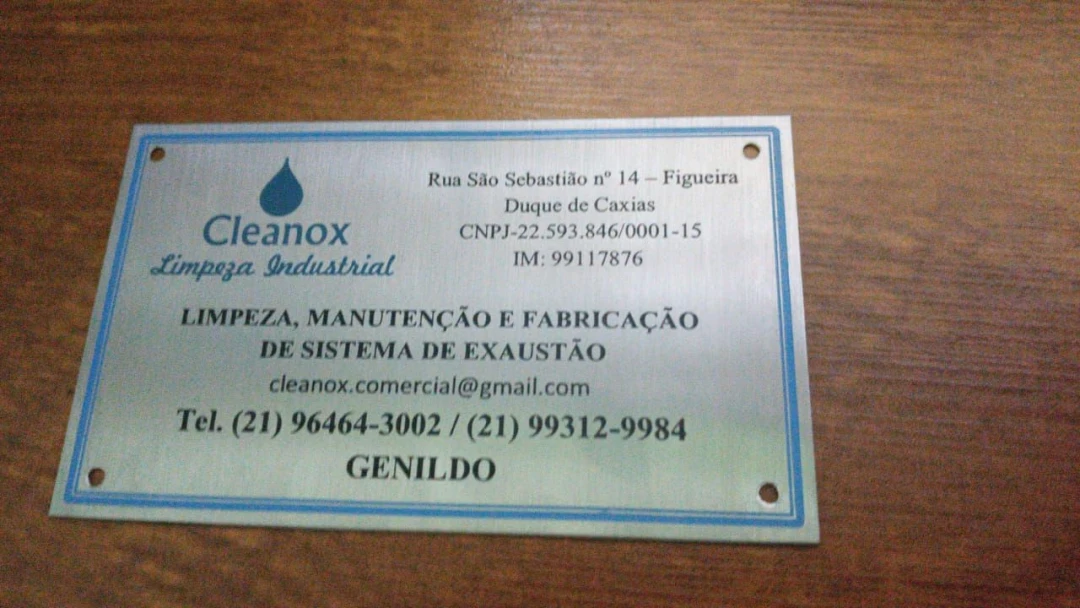 Cleanox
Limpeza Industrial
Rua São Sebastião nº 14 – Figueira
Duque de Caxias
CNPJ-22.593.846/0001-15
IM: 99117876
LIMPEZA, MANUTENÇÃO E FABRICAÇÃO
DE SISTEMA DE EXAUSTÃO
cleanox.comercial@gmail.com
Tel. (21) 96464-3002 / (21) 99312-9984
GENILDO